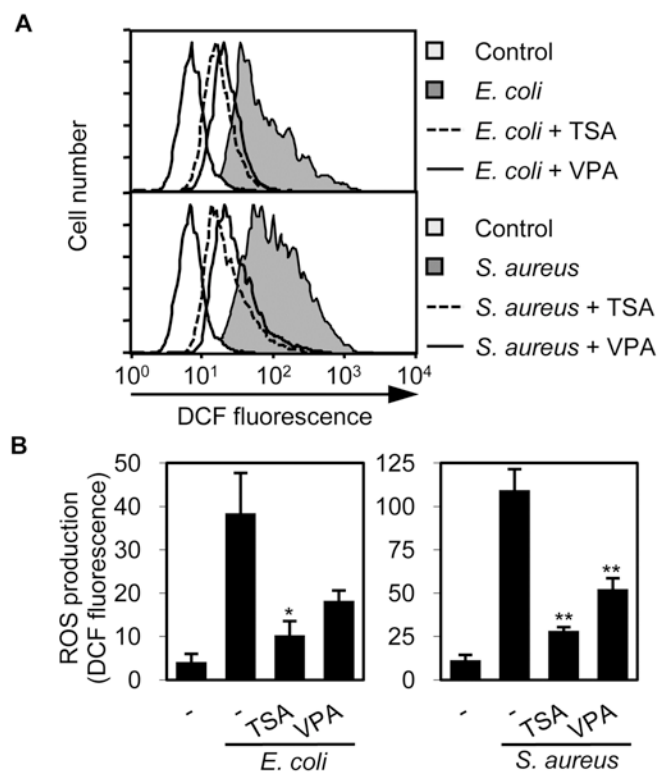 A
Cell number
Control
E. coli
E. coli + TSA
E. coli + VPA
Control
S. aureus
S. aureus + TSA
S. aureus + VPA
10⁰ 10¹ 10² 10³ 10⁴
DCF fluorescence
B
ROS production
(DCF fluorescence)
50
40
30
20
10
0
*
- - TSA VPA
E. coli
125
100
75
50
25
0
** **
- - TSA VPA
S. aureus